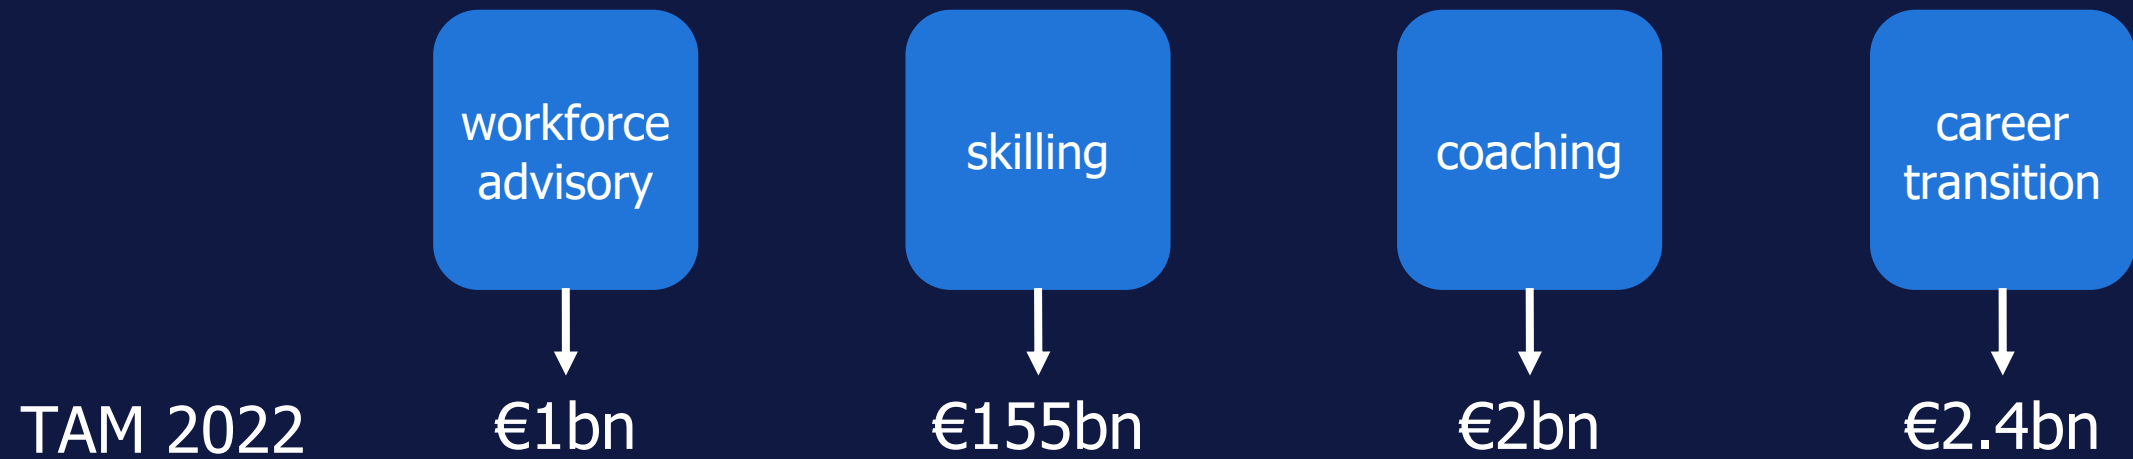 workforce
advisory
skilling
coaching
career
transition
TAM 2022 €1bn €155bn €2bn €2.4bn